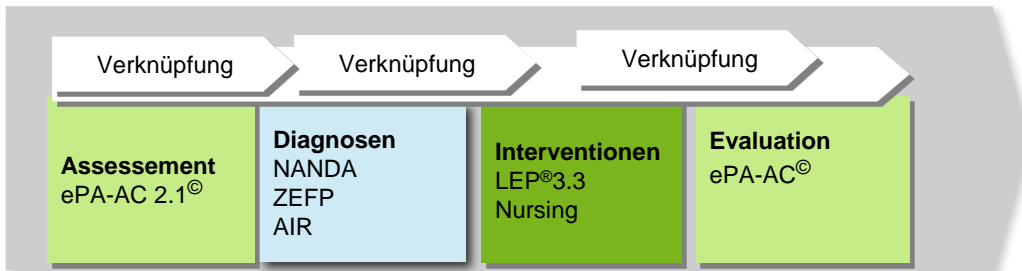 Verknüpfung
Verknüpfung
Verknüpfung
Assessement
ePA-AC 2.1©
Diagnosen
NANDA
ZEFP
AIR
Interventionen
LEP®3.3
Nursing
Evaluation
ePA-AC©